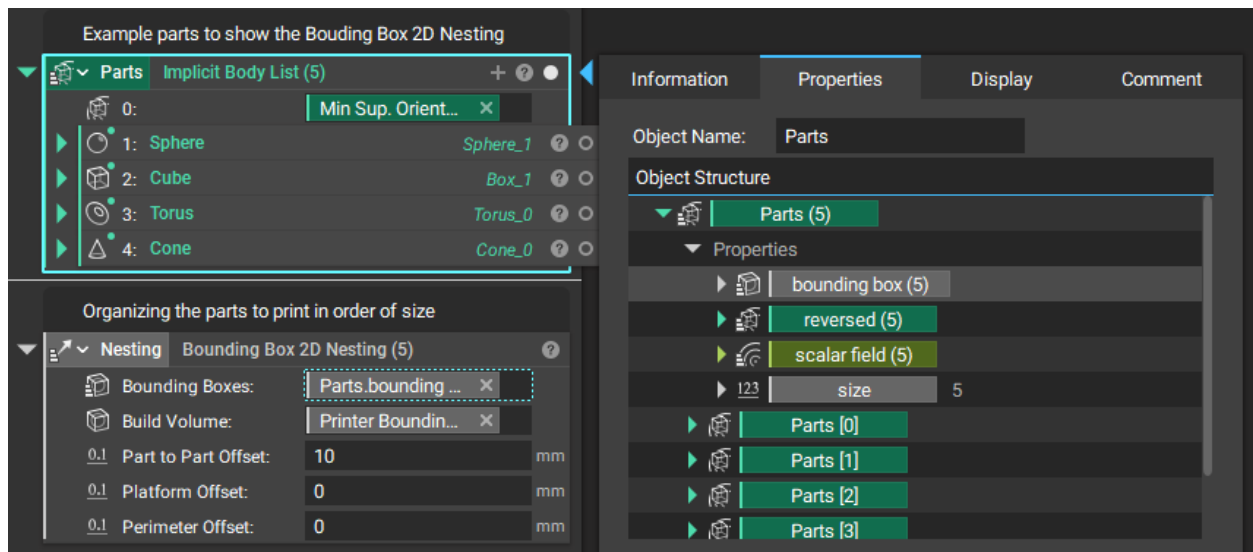 Example parts to show the Bouding Box 2D Nesting
Parts Implicit Body List (5)
0: Min Sup. Orient...
1: Sphere Sphere_1
2: Cube Box_1
3: Torus Torus_0
4: Cone Cone_0
Organizing the parts to print in order of size
Nesting Bounding Box 2D Nesting (5)
Bounding Boxes: Parts.bounding ...
Build Volume: Printer Boundin...
0.1 Part to Part Offset: 10 mm
0.1 Platform Offset: 0 mm
0.1 Perimeter Offset: 0 mm
Information Properties Display Comment
Object Name: Parts
Object Structure
Parts (5)
Properties
bounding box (5)
reversed (5)
scalar field (5)
123 size 5
Parts [0]
Parts [1]
Parts [2]
Parts [3]